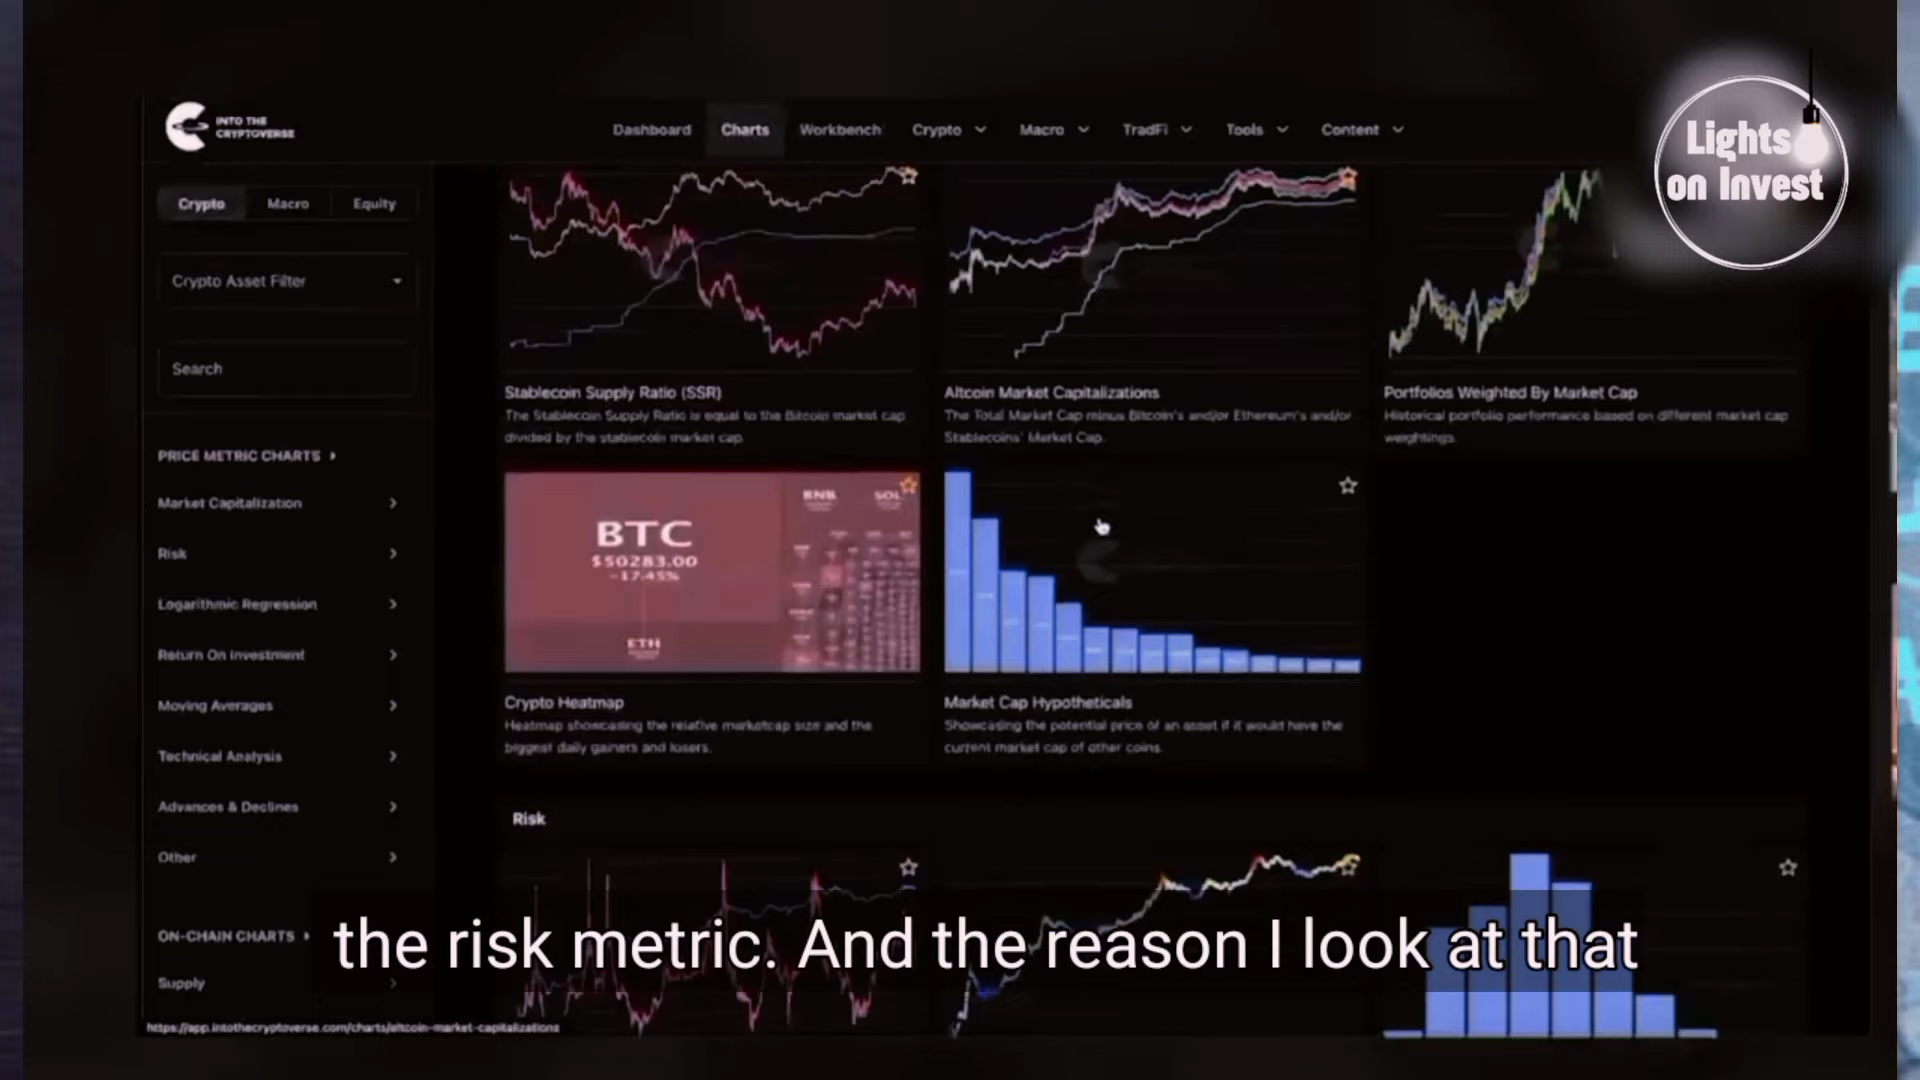 INTO THE
CRYPTOVERSE
Dashboard
Charts
Workbench
Crypto
Macro
TradFi
Tools
Content
Lights
on Invest
Crypto
Macro
Equity
Crypto Asset Filter
Search
PRICE METRIC CHARTS
Market Capitalization
Risk
Logarithmic Regression
Return On Investment
Moving Averages
Technical Analysis
Advances & Declines
Other
ON-CHAIN CHARTS
Supply
Stablecoin Supply Ratio (SSR)
The Stablecoin Supply Ratio is equal to the Bitcoin market cap
divided by the stablecoin market cap.
Altcoin Market Capitalizations
The Total Market Cap minus Bitcoin's and/or Ethereum's and/or
Stablecoins' Market Cap.
Portfolios Weighted By Market Cap
Historical portfolio performance based on different market cap
weightings.
BTC
$50283.00
-17.45%
ETH
BNB
SOL
Crypto Heatmap
Heatmap showcasing the relative marketcap size and the
biggest daily gainers and losers.
Market Cap Hypotheticals
Showcasing the potential price of an asset if it would have the
current market cap of other coins.
Risk
the risk metric. And the reason I look at that
https://app.intothecryptoverse.com/charts/altcoin-market-capitalizations